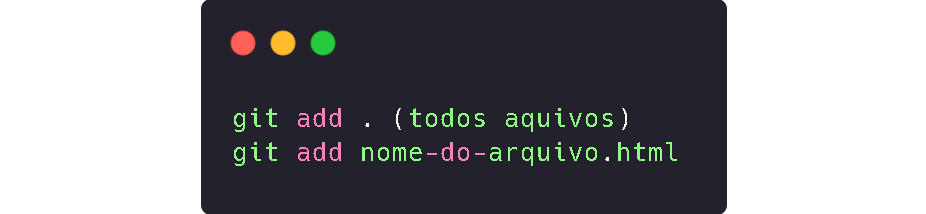 git add . (todos aquivos)
git add nome-do-arquivo.html